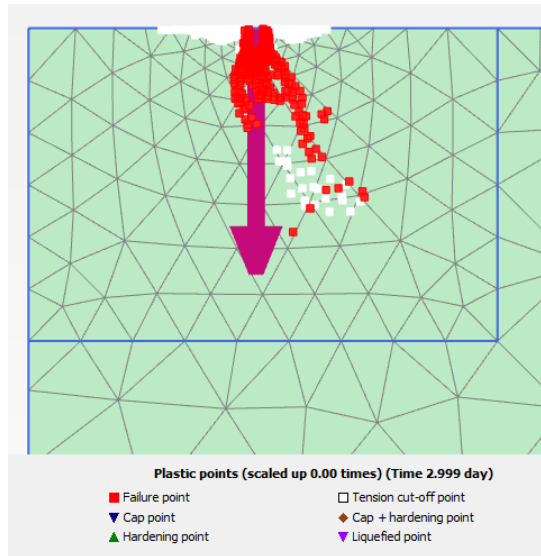 Plastic points (scaled up 0.00 times) (Time 2.999 day)
Failure point
Tension cut-off point
Cap point
Cap + hardening point
Hardening point
Liquefied point